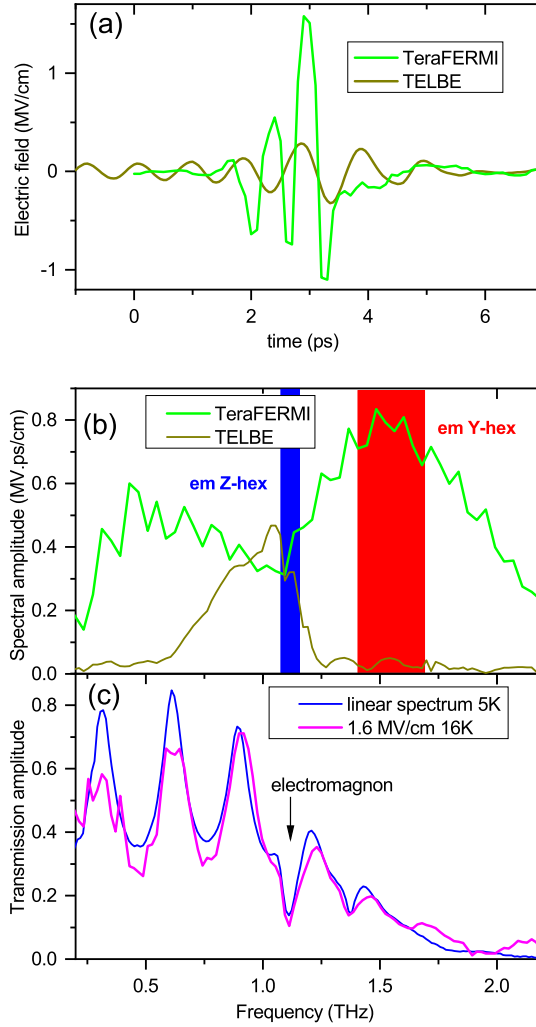 (a)
TeraFERMI
TELBE
Electric field (MV/cm)
1
0
-1
0 2 4 6
time (ps)
(b)
TeraFERMI
TELBE
em Z-hex
em Y-hex
Spectral amplitude (MV.ps/cm)
0.8
0.6
0.4
0.2
0.0
(c)
linear spectrum 5K
1.6 MV/cm 16K
electromagnon
Transmission amplitude
0.8
0.6
0.4
0.2
0.0
0.5 1.0 1.5 2.0
Frequency (THz)